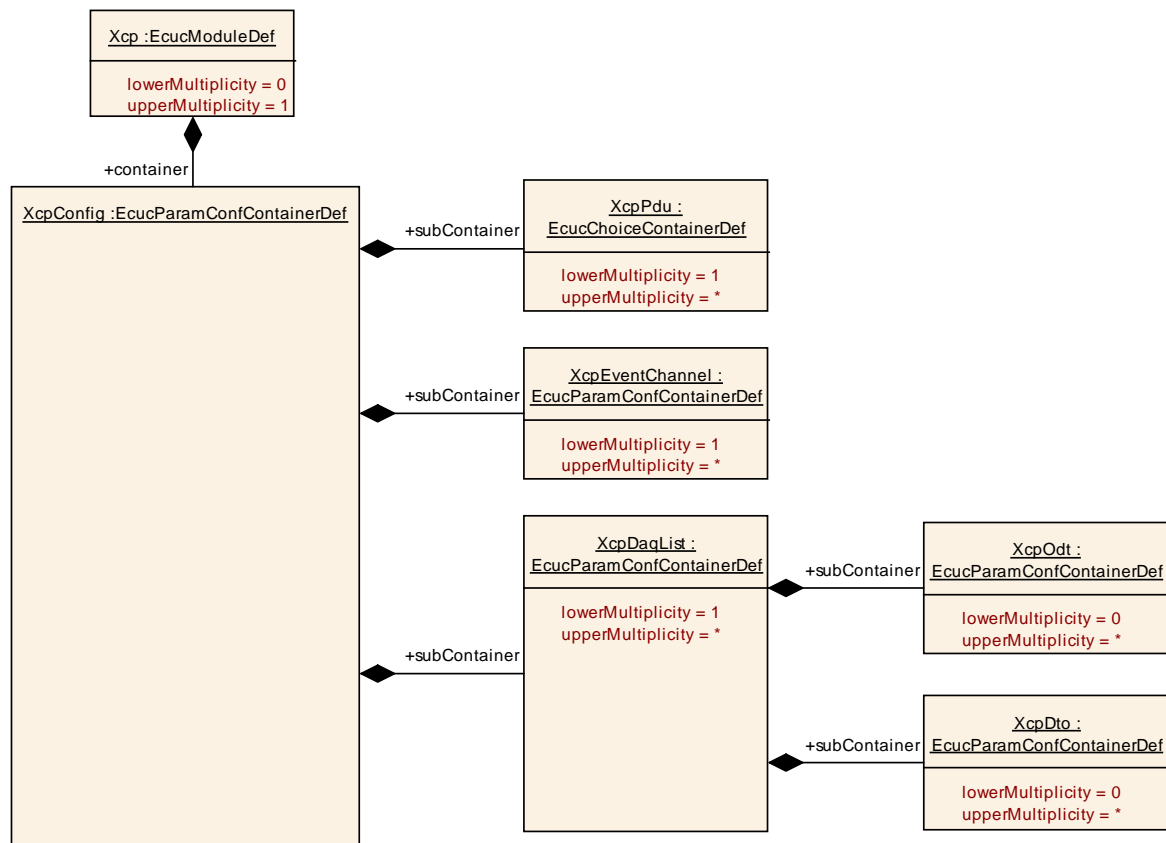 Xcp :EcucModuleDef
lowerMultiplicity = 0
upperMultiplicity = 1
+container
XcpConfig :EcucParamConfContainerDef
+subContainer
XcpPdu :
EcucChoiceContainerDef
lowerMultiplicity = 1
upperMultiplicity = *
+subContainer
XcpEventChannel :
EcucParamConfContainerDef
lowerMultiplicity = 1
upperMultiplicity = *
+subContainer
XcpDaqList :
EcucParamConfContainerDef
lowerMultiplicity = 1
upperMultiplicity = *
+subContainer
XcpOdt :
EcucParamConfContainerDef
lowerMultiplicity = 0
upperMultiplicity = *
+subContainer
XcpDto :
EcucParamConfContainerDef
lowerMultiplicity = 0
upperMultiplicity = *